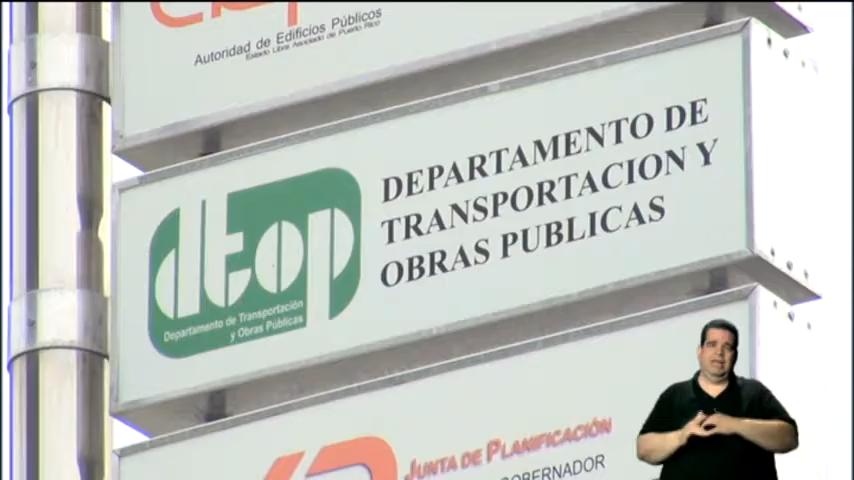 Autoridad de Edificios Públicos
Estado Libre Asociado de Puerto Rico
dtop
Departamento de Transportación
y Obras Públicas
DEPARTAMENTO DE
TRANSPORTACION Y
OBRAS PUBLICAS
JUNTA DE PLANIFICACIÓN
GOBERNADOR